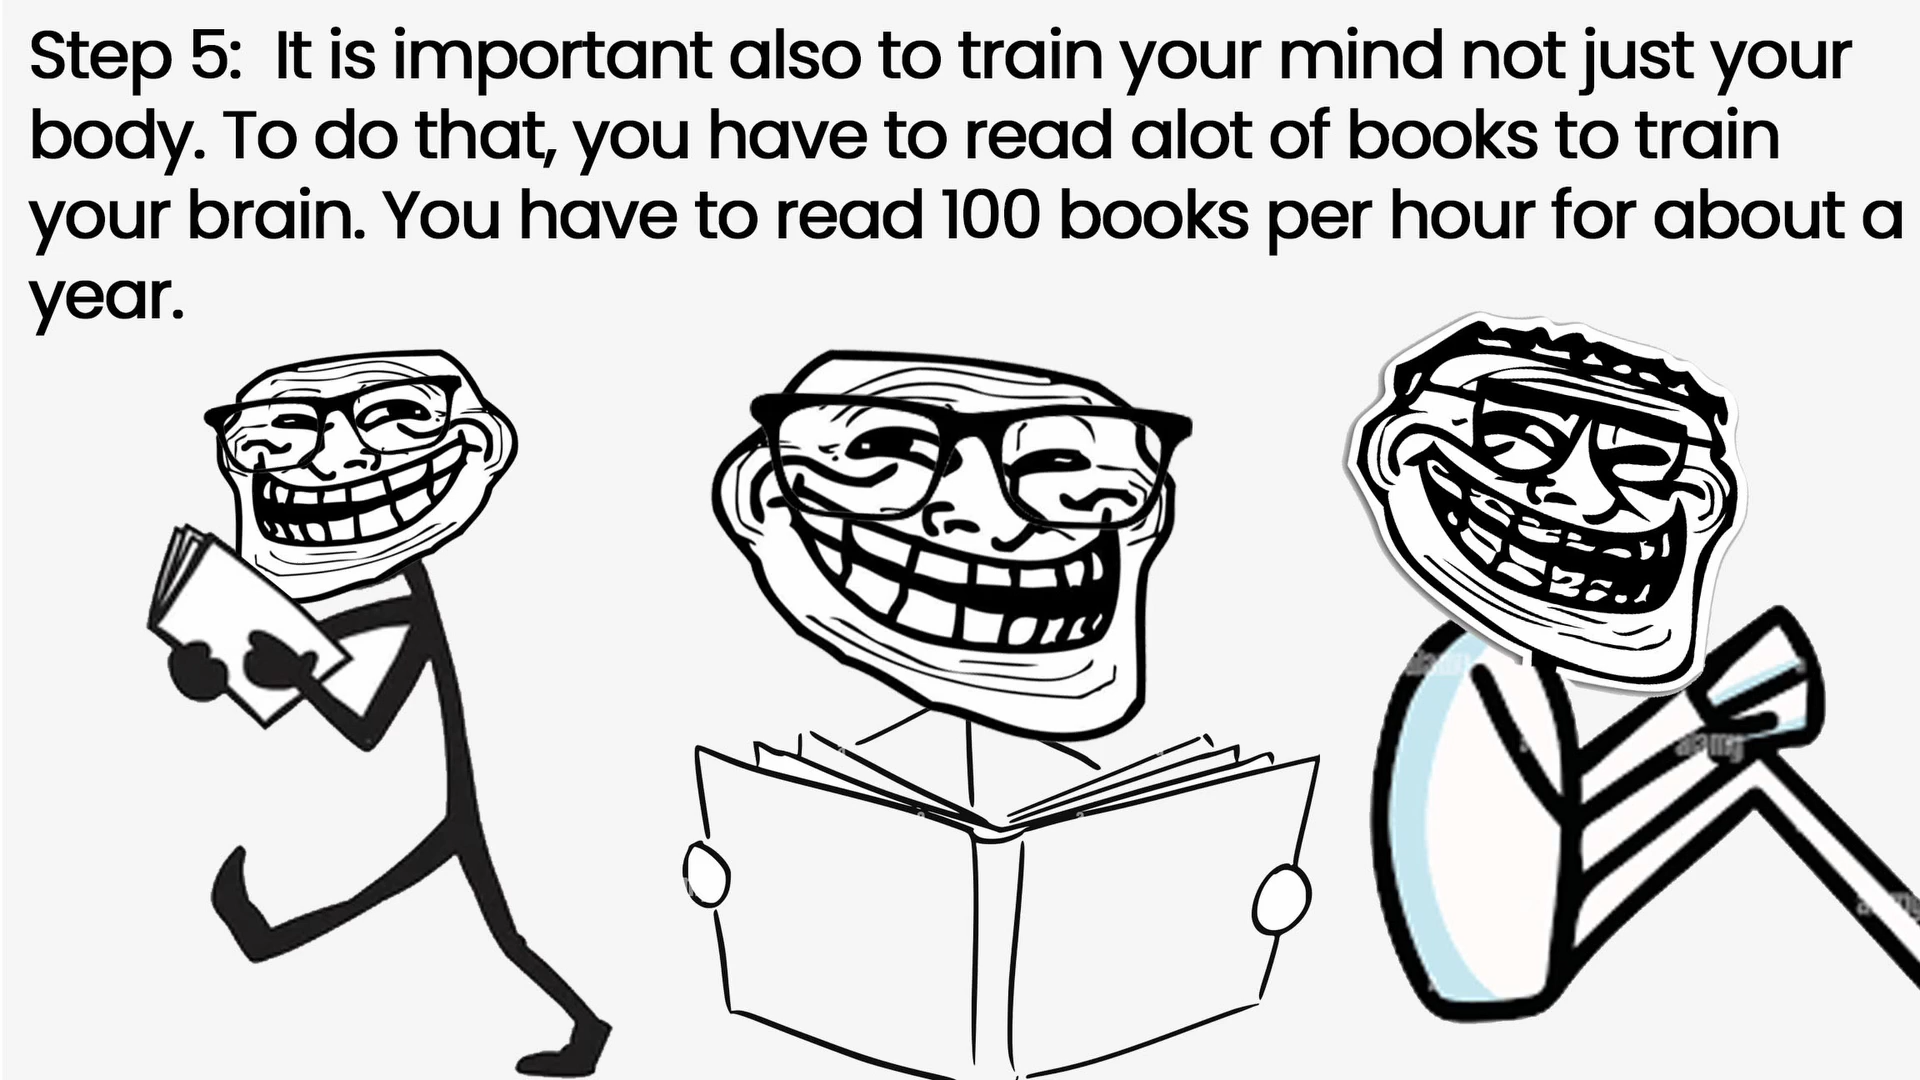 Step 5:  It is important also to train your mind not just your
body. To do that, you have to read alot of books to train
your brain. You have to read 100 books per hour for about a
year.
alamy
alamy